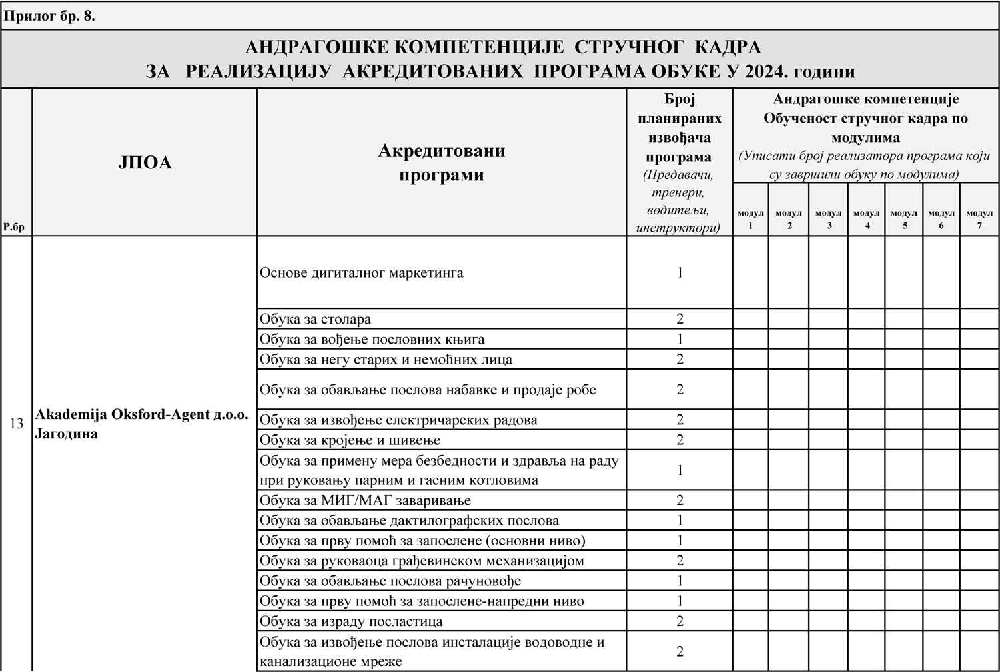 Прилог бр. 8.
АНДРАГОШКЕ КОМПЕТЕНЦИЈЕ СТРУЧНОГ КАДРА
ЗА РЕАЛИЗАЦИЈУ АКРЕДИТОВАНИХ ПРОГРАМА ОБУКЕ У 2024. години
Р.бр
ЈПОА
Акредитовани
програми
Број
планираних
извођача
програма
(Предавачи,
тренери,
водитељи,
инструктори)
Андрагошке компетенције
Обученост стручног кадра по
модулима
(Уписати број реализатора програма који
су завршили обуку по модулима)
модул
1
модул
2
модул
3
модул
4
модул
5
модул
6
модул
7
13
Akademija Oksford-Agent д.о.о.
Јагодина
Основе дигиталног маркетинга 1
Обука за столара 2
Обука за вођење пословних књига 1
Обука за негу старих и немоћних лица 2
Обука за обављање послова набавке и продаје робе 2
Обука за извођење електричарских радова 2
Обука за кројење и шивење 2
Обука за примену мера безбедности и здравља на раду
при руковању парним и гасним котловима 1
Обука за МИГ/МАГ заваривање 2
Обука за обављање дактилографских послова 1
Обука за прву помоћ за запослене (основни ниво) 1
Обука за руковаоца грађевинском механизацијом 2
Обука за обављање послова рачуновође 1
Обука за прву помоћ за запослене-напредни ниво 1
Обука за израду посластица 2
Обука за извођење послова инсталације водоводне и
канализационе мреже 2